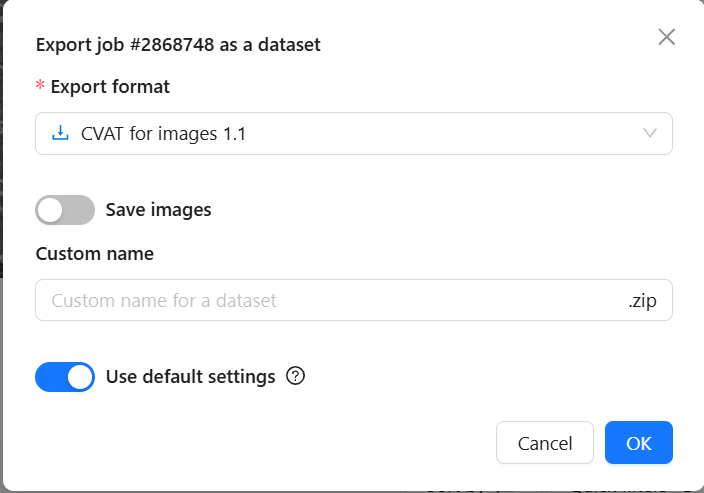 Export job #2868748 as a dataset
* Export format
CVAT for images 1.1
Save images
Custom name
Custom name for a dataset .zip
Use default settings
Cancel OK